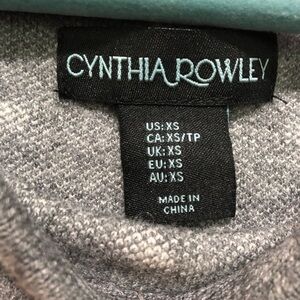 CYNTHIA ROWLEY
US: XS
CA: XS/TP
UK: XS
EU: XS
AU: XS
MADE IN
CHINA